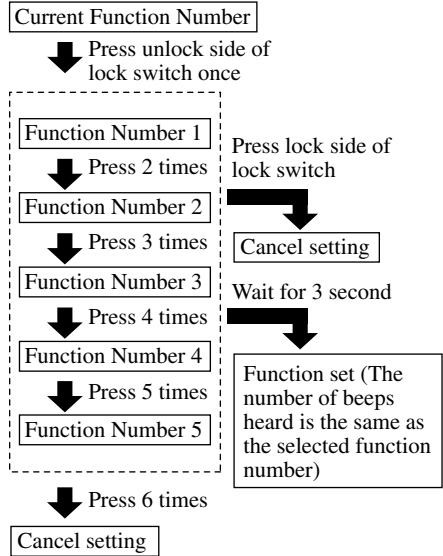 Current Function Number
Press unlock side of
lock switch once
Function Number 1
Press 2 times
Function Number 2
Press 3 times
Function Number 3
Press 4 times
Function Number 4
Press 5 times
Function Number 5
Press 6 times
Cancel setting
Press lock side of
lock switch
Cancel setting
Wait for 3 second
Function set (The
number of beeps
heard is the same as
the selected function
number)